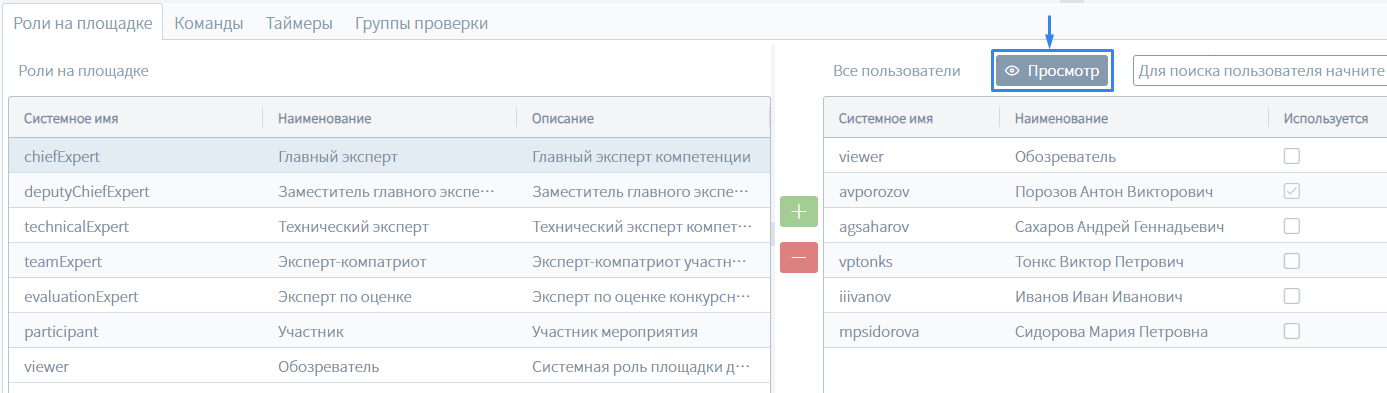 Роли на площадке Команды Таймеры Группы проверки
Роли на площадке Все пользователи Просмотр Для поиска пользователя начните
Системное имя Наименование Описание Системное имя Наименование Используется
chiefExpert Главный эксперт Главный эксперт компетенции viewer Обозреватель
deputyChiefExpert Заместитель главного экспе··· Заместитель главного экспе··· avporozov Порозов Антон Викторович
technicalExpert Технический эксперт Технический эксперт компет··· agsaharov Сахаров Андрей Геннадьевич
teamExpert Эксперт-компатриот Эксперт-компатриот участн··· vptonks Тонкс Виктор Петрович
evaluationExpert Эксперт по оценке Эксперт по оценке конкурсн··· iiivanov Иванов Иван Иванович
participant Участник Участник мероприятия mpsidorova Сидорова Мария Петровна
viewer Обозреватель Системная роль площадки д···